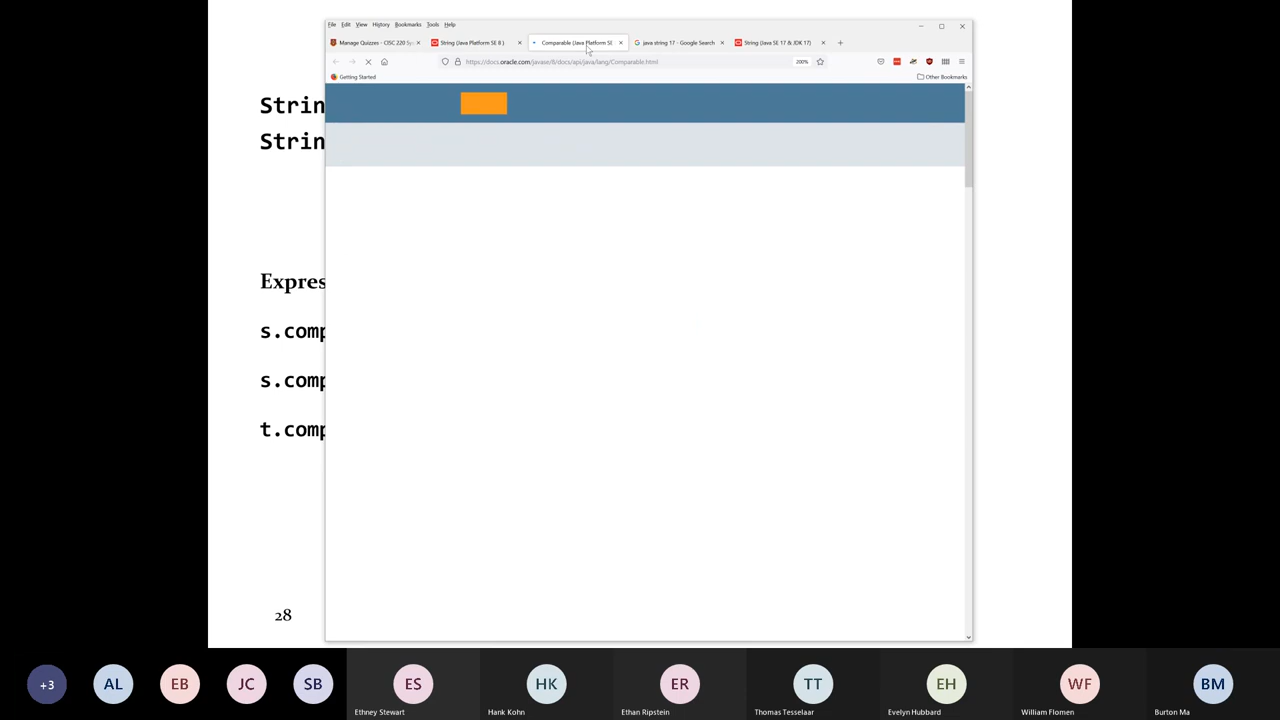 File Edit View History Bookmarks Tools Help
Manage Quizzes - CISC 220 Sy
String (Java Platform SE 8 )
Comparable (Java Platform SE
java string 17 - Google Search
String (Java SE 17 & JDK 17)
https://docs.oracle.com/javase/8/docs/api/java/lang/Comparable.html
200%
Getting Started
Other Bookmarks
Strin
Strin
Expres
s.comp
s.comp
t.comp
28
+3
AL
EB
JC
SB
ES
HK
ER
TT
EH
WF
BM
Ethney Stewart
Hank Kohn
Ethan Ripstein
Thomas Tesselaar
Evelyn Hubbard
William Flomen
Burton Ma